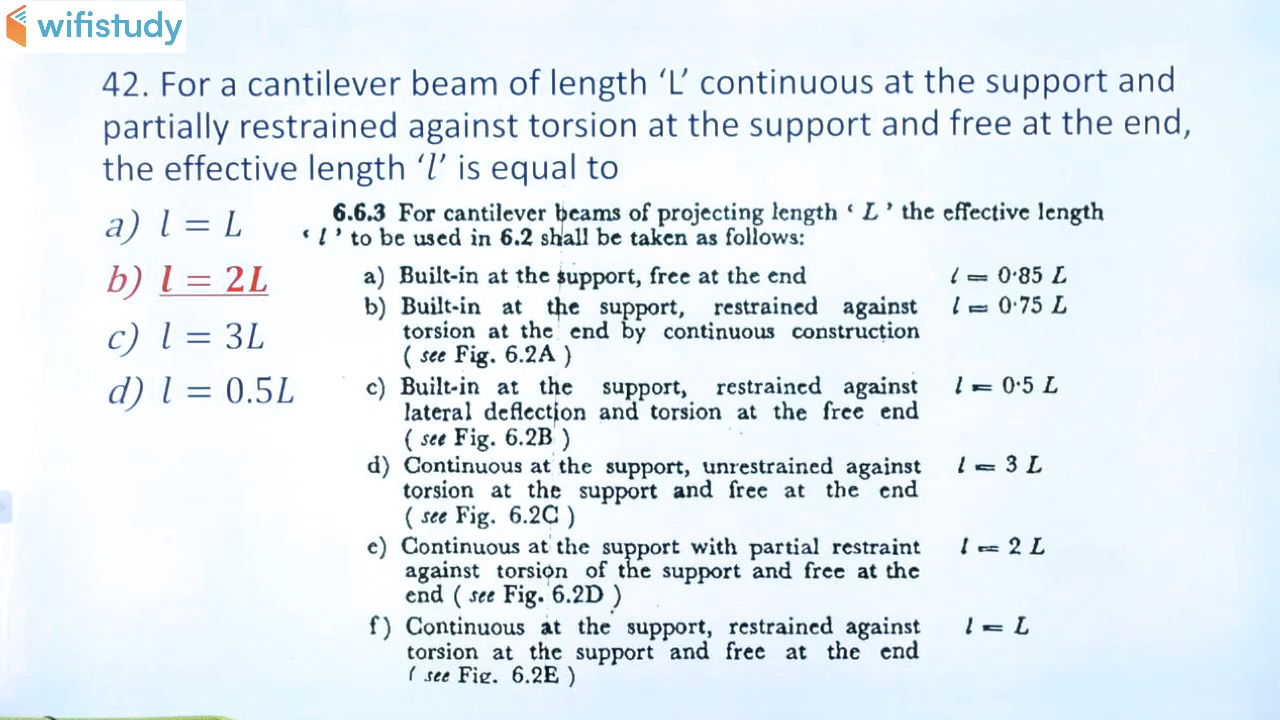 wifistudy
42. For a cantilever beam of length ‘L’ continuous at the support and
partially restrained against torsion at the support and free at the end,
the effective length ‘l’ is equal to
a) l = L
b) l = 2L
c) l = 3L
d) l = 0.5L
6.6.3 For cantilever beams of projecting length ‘ L ’ the effective length
‘ l ’ to be used in 6.2 shall be taken as follows:
a) Built-in at the support, free at the end l = 0·85 L
b) Built-in at the support, restrained against l = 0·75 L
torsion at the end by continuous construction
( see Fig. 6.2A )
c) Built-in at the support, restrained against l = 0·5 L
lateral deflection and torsion at the free end
( see Fig. 6.2B )
d) Continuous at the support, unrestrained against l = 3 L
torsion at the support and free at the end
( see Fig. 6.2C )
e) Continuous at the support with partial restraint l = 2 L
against torsion of the support and free at the
end ( see Fig. 6.2D )
f) Continuous at the support, restrained against l = L
torsion at the support and free at the end
( see Fig. 6.2E )